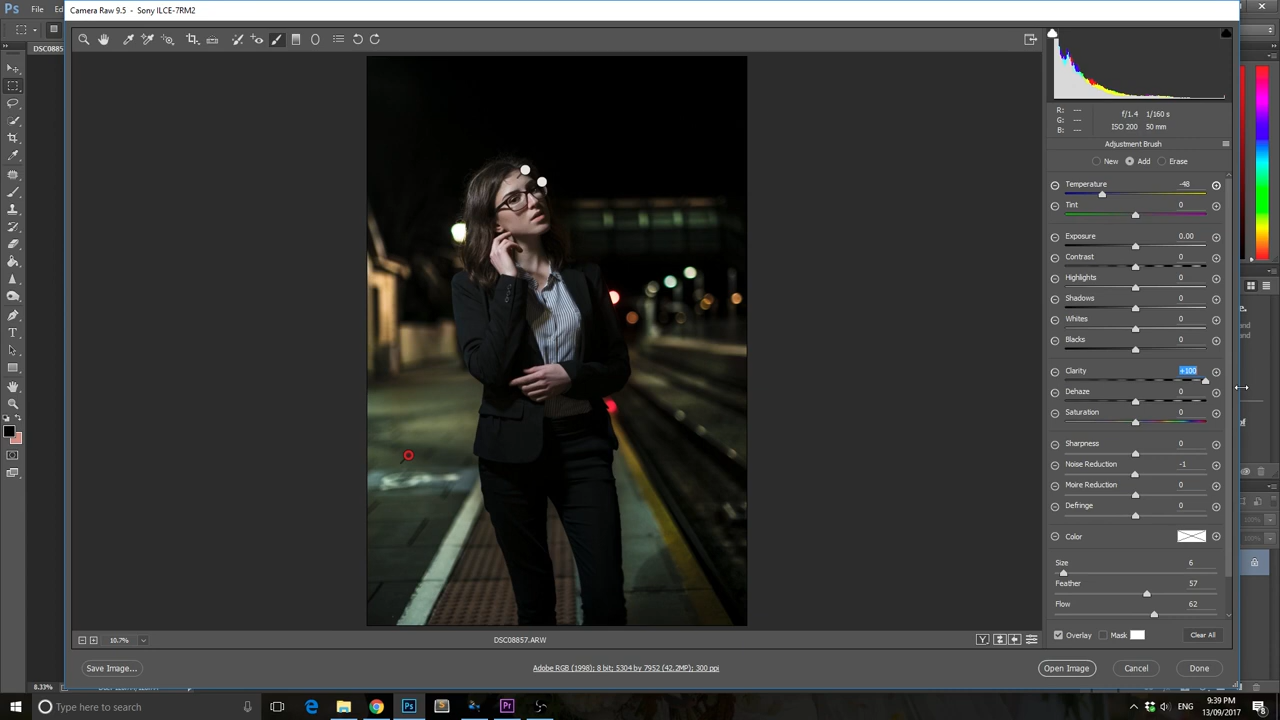 Ps File
Camera Raw 9.5 - Sony ILCE-7RM2
DSC0885
R: ---
G: ---
B: ---
f/1.4 1/160 s
ISO 200 50 mm
Adjustment Brush
New Add Erase
Temperature -48
Tint 0
Exposure 0.00
Contrast 0
Highlights 0
Shadows 0
Whites 0
Blacks 0
Clarity +100
Dehaze 0
Saturation 0
Sharpness 0
Noise Reduction -1
Moire Reduction 0
Defringe 0
Color
Size 6
Feather 57
Flow 62
Overlay Mask Clear All
10.7% DSC08857.ARW
Save Image... Adobe RGB (1998); 8 bit; 5304 by 7952 (42.2MP); 300 ppi Open Image Cancel Done
8.33%
Type here to search
Ps S Pr
ENG 9:39 PM
13/09/2017 8